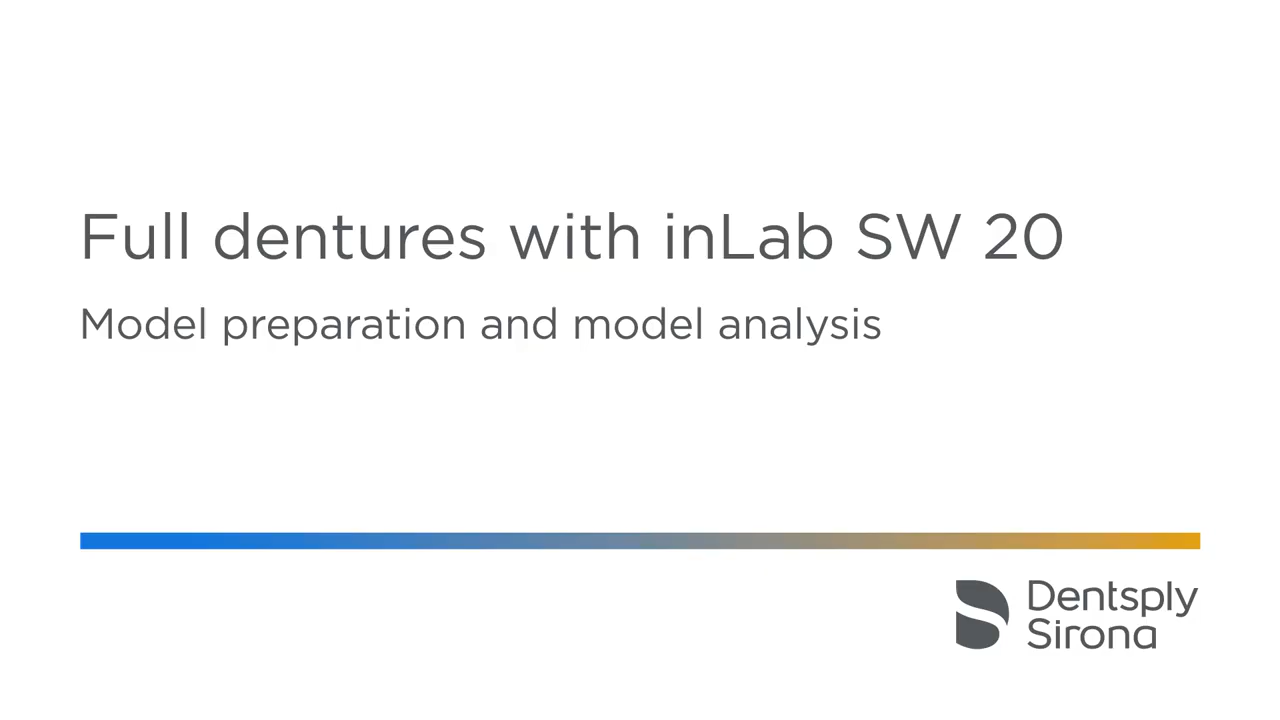 Full dentures with inLab SW 20
Model preparation and model analysis
Dentsply
Sirona